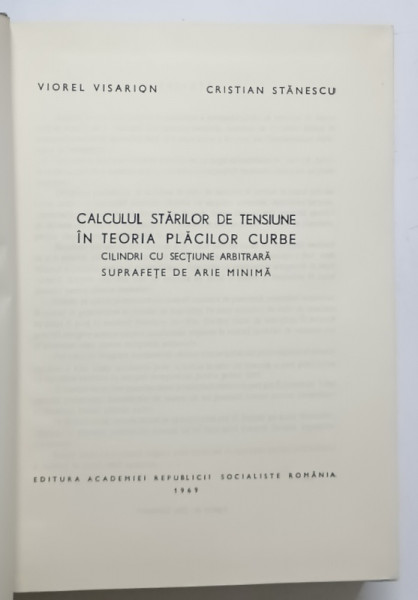 VIOREL VISARION CRISTIAN STĂNESCU
CALCULUL STĂRILOR DE TENSIUNE
ÎN TEORIA PLĂCILOR CURBE
CILINDRI CU SECȚIUNE ARBITRARĂ
SUPRAFEȚE DE ARIE MINIMĂ
EDITURA ACADEMIEI REPUBLICII SOCIALISTE ROMÂNIA
1969